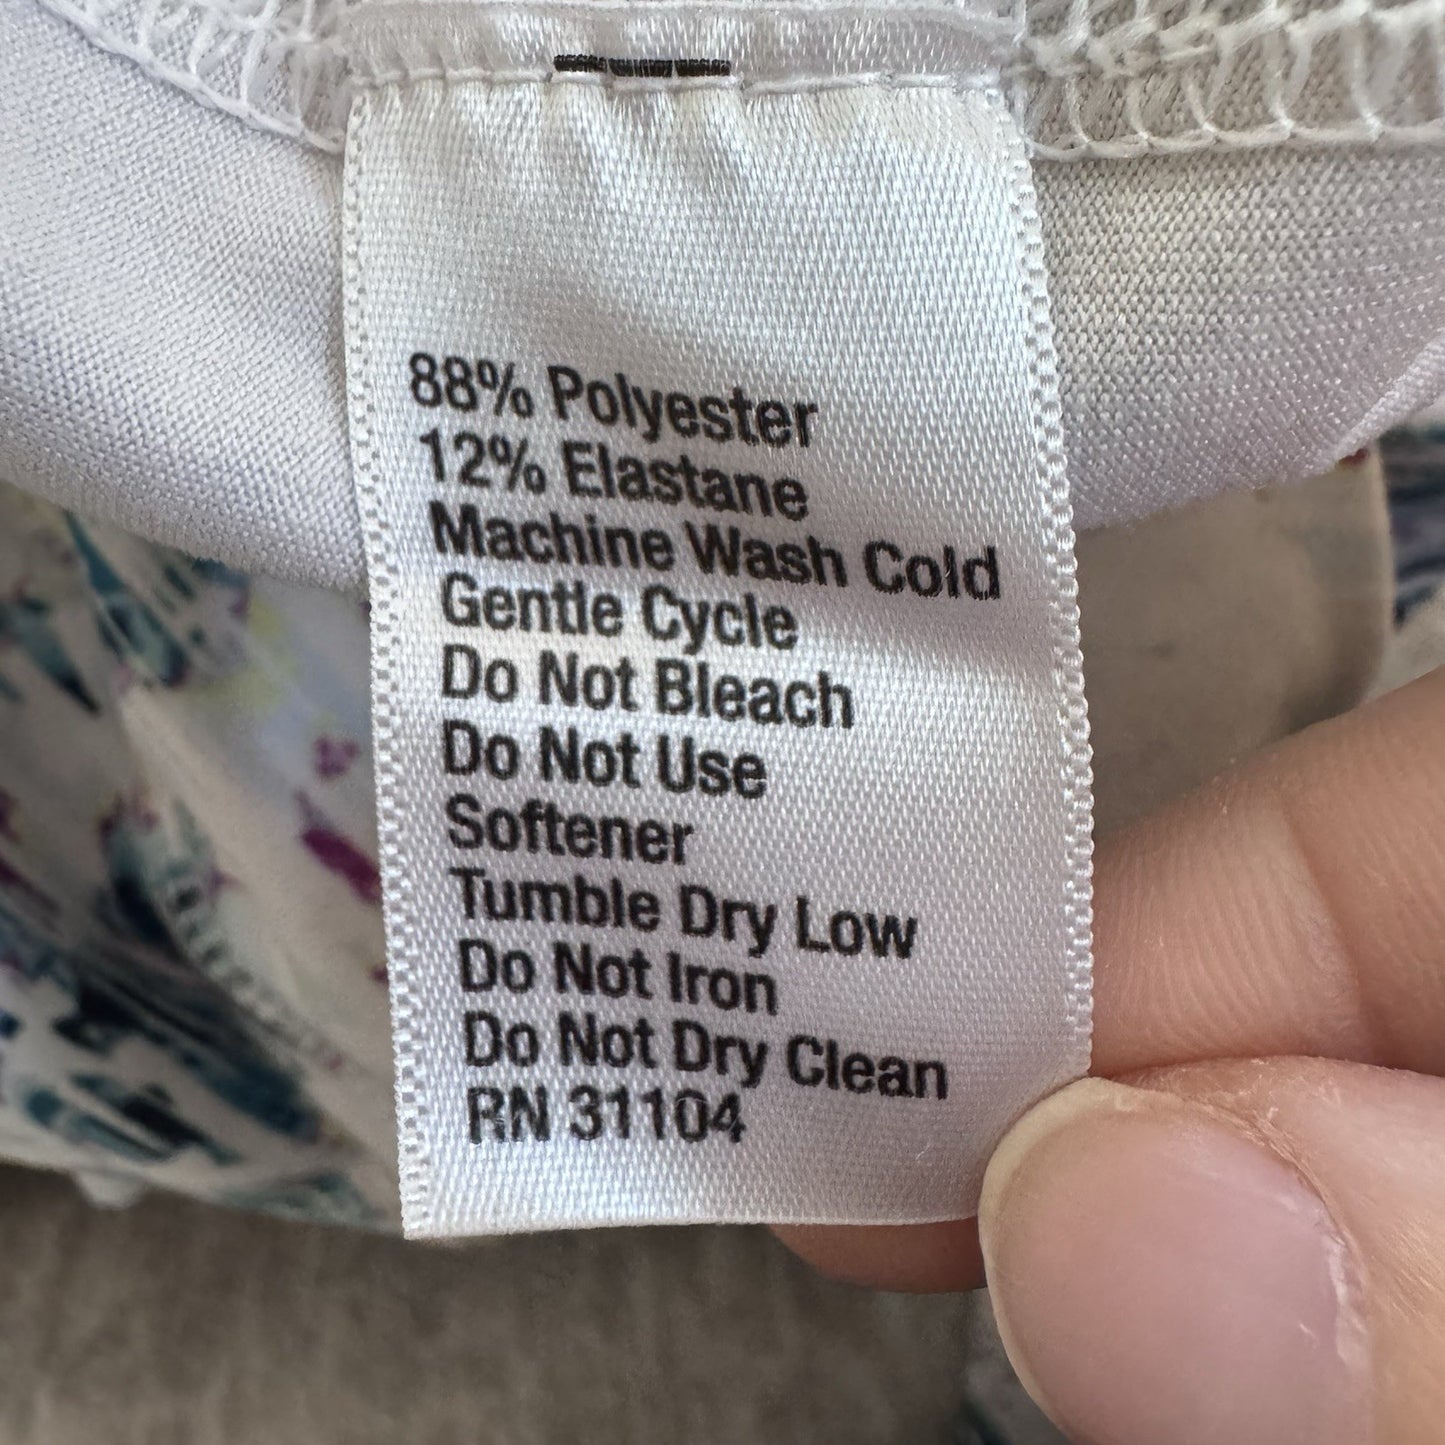 88% Polyester
12% Elastane
Machine Wash Cold
Gentle Cycle
Do Not Bleach
Do Not Use
Softener
Tumble Dry Low
Do Not Iron
Do Not Dry Clean
RN 31104